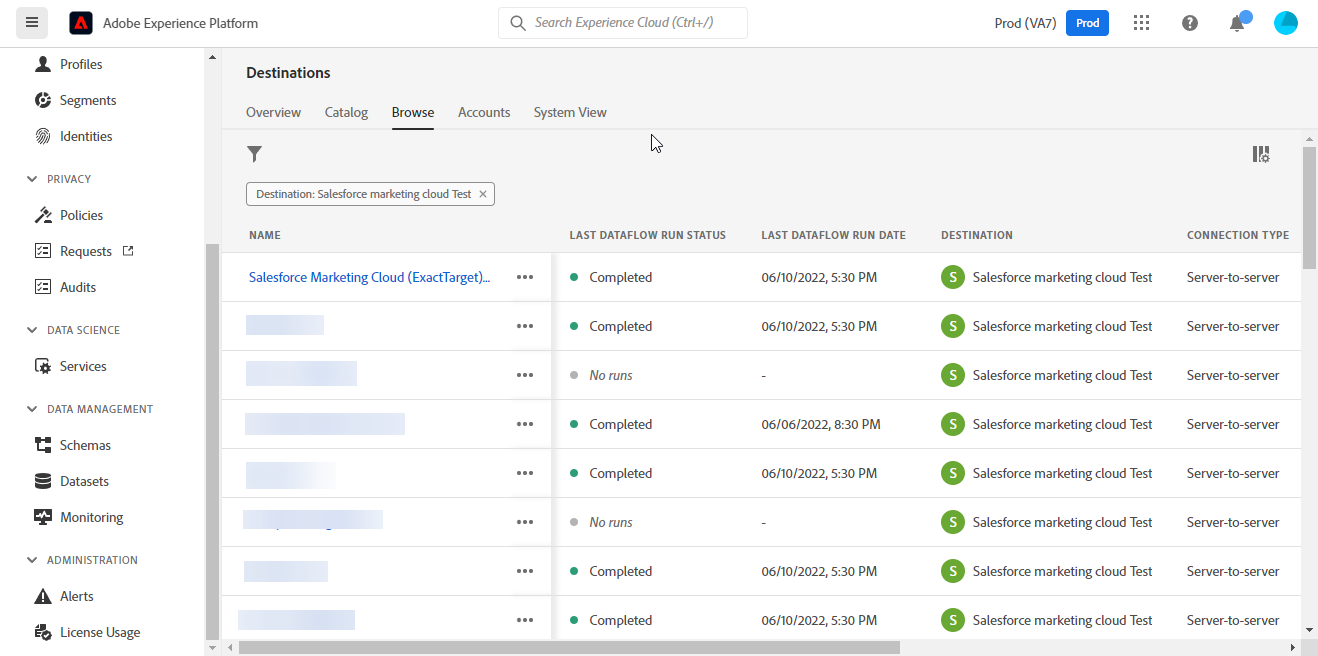 Adobe Experience Platform
Search Experience Cloud (Ctrl+/)
Prod (VA7)
Prod
Profiles
Segments
Identities
PRIVACY
Policies
Requests
Audits
DATA SCIENCE
Services
DATA MANAGEMENT
Schemas
Datasets
Monitoring
ADMINISTRATION
Alerts
License Usage
Destinations
Overview Catalog Browse Accounts System View
Destination: Salesforce marketing cloud Test
NAME LAST DATAFLOW RUN STATUS LAST DATAFLOW RUN DATE DESTINATION CONNECTION TYPE
Salesforce Marketing Cloud (ExactTarget)... Completed 06/10/2022, 5:30 PM S Salesforce marketing cloud Test Server-to-server
Completed 06/10/2022, 5:30 PM S Salesforce marketing cloud Test Server-to-server
No runs - S Salesforce marketing cloud Test Server-to-server
Completed 06/06/2022, 8:30 PM S Salesforce marketing cloud Test Server-to-server
Completed 06/10/2022, 5:30 PM S Salesforce marketing cloud Test Server-to-server
No runs - S Salesforce marketing cloud Test Server-to-server
Completed 06/10/2022, 5:30 PM S Salesforce marketing cloud Test Server-to-server
Completed 06/10/2022, 5:30 PM S Salesforce marketing cloud Test Server-to-server